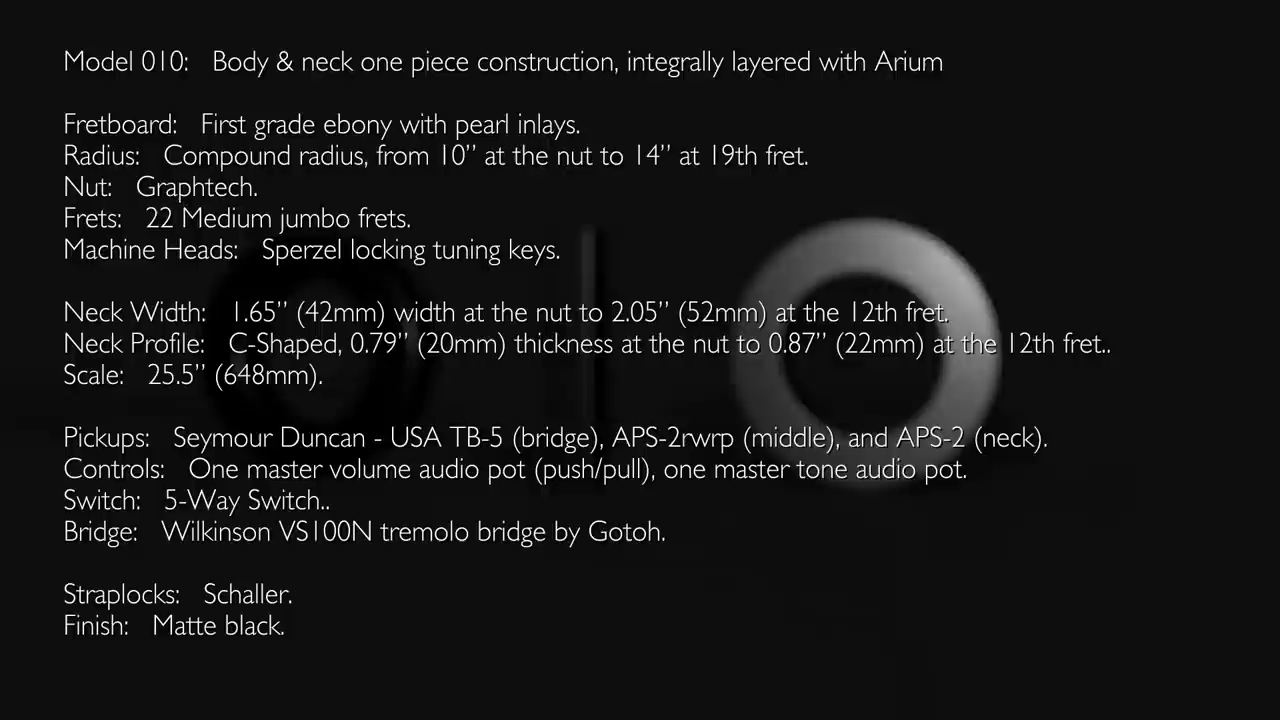 Model 010: Body & neck one piece construction, integrally layered with Arium
Fretboard: First grade ebony with pearl inlays.
Radius: Compound radius, from 10” at the nut to 14” at 19th fret.
Nut: Graphtech.
Frets: 22 Medium jumbo frets.
Machine Heads: Sperzel locking tuning keys.
Neck Width: 1.65” (42mm) width at the nut to 2.05” (52mm) at the 12th fret.
Neck Profile: C-Shaped, 0.79” (20mm) thickness at the nut to 0.87” (22mm) at the 12th fret..
Scale: 25.5” (648mm).
Pickups: Seymour Duncan - USA TB-5 (bridge), APS-2rwrp (middle), and APS-2 (neck).
Controls: One master volume audio pot (push/pull), one master tone audio pot.
Switch: 5-Way Switch..
Bridge: Wilkinson VS100N tremolo bridge by Gotoh.
Straplocks: Schaller.
Finish: Matte black.